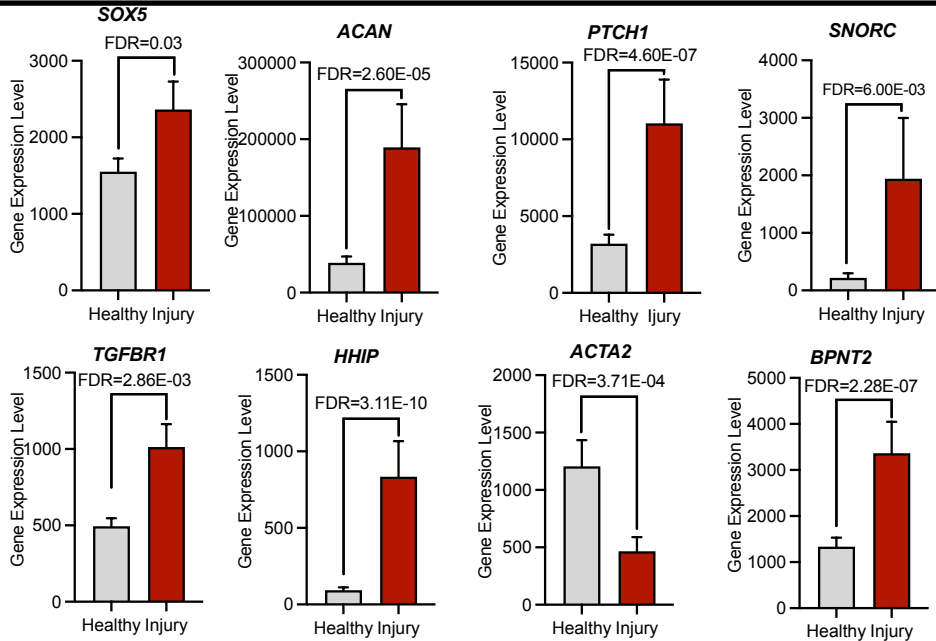 SOX5
FDR=0.03
Gene Expression Level
3000
2000
1000
0
Healthy Injury
ACAN
FDR=2.60E-05
Gene Expression Level
300000
200000
100000
0
Healthy Injury
PTCH1
FDR=4.60E-07
Gene Expression Level
15000
10000
5000
0
Healthy Ijury
SNORC
FDR=6.00E-03
Gene Expression Level
4000
3000
2000
1000
0
Healthy Injury
TGFBR1
FDR=2.86E-03
Gene Expression Level
1500
1000
500
0
Healthy Injury
HHIP
FDR=3.11E-10
Gene Expression Level
1500
1000
500
0
Healthy Injury
ACTA2
FDR=3.71E-04
Gene Expression Level
2000
1500
1000
500
0
Healthy Injury
BPNT2
FDR=2.28E-07
Gene Expression Level
5000
4000
3000
2000
1000
0
Healthy Injury